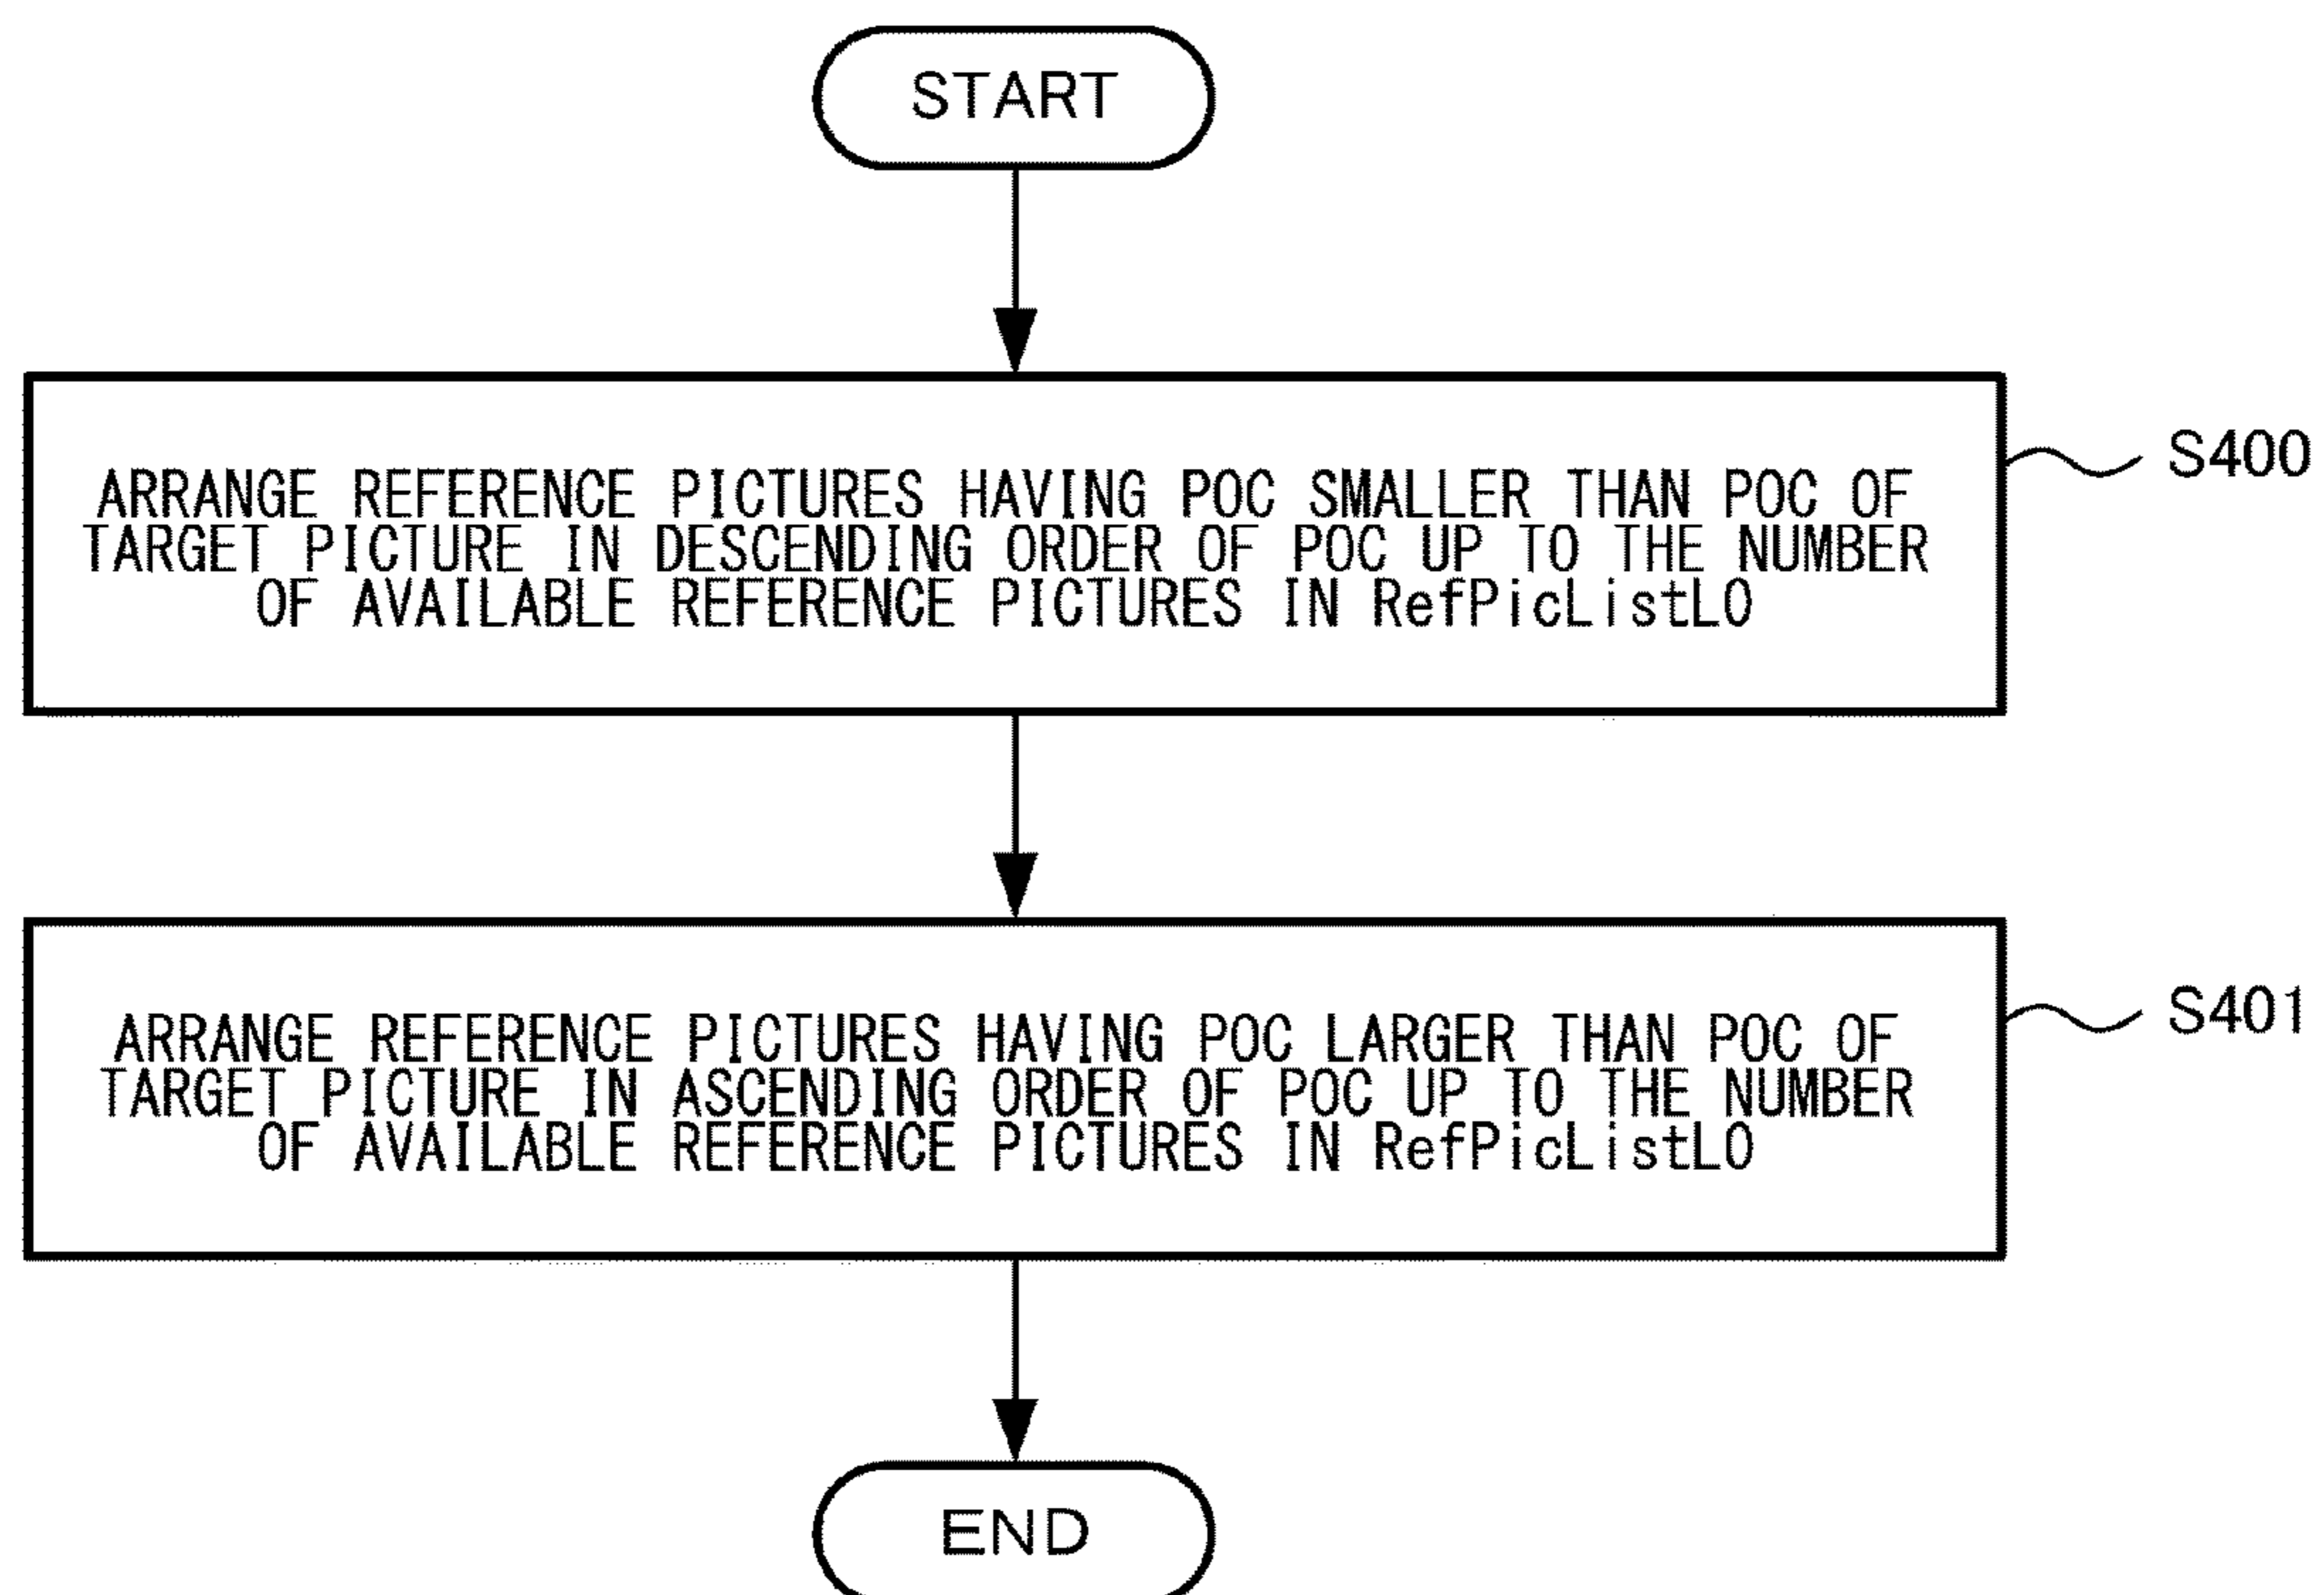 START
ARRANGE REFERENCE PICTURES HAVING POC SMALLER THAN POC OF
TARGET PICTURE IN DESCENDING ORDER OF POC UP TO THE NUMBER
OF AVAILABLE REFERENCE PICTURES IN RefPicListL0
S400
ARRANGE REFERENCE PICTURES HAVING POC LARGER THAN POC OF
TARGET PICTURE IN ASCENDING ORDER OF POC UP TO THE NUMBER
OF AVAILABLE REFERENCE PICTURES IN RefPicListL0
S401
END